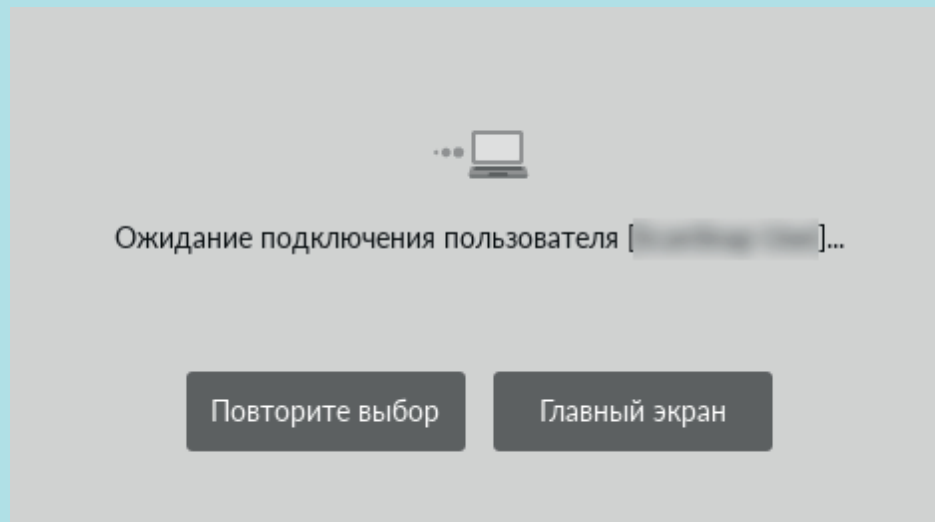 Ожидание подключения пользователя []...
Повторите выбор
Главный экран